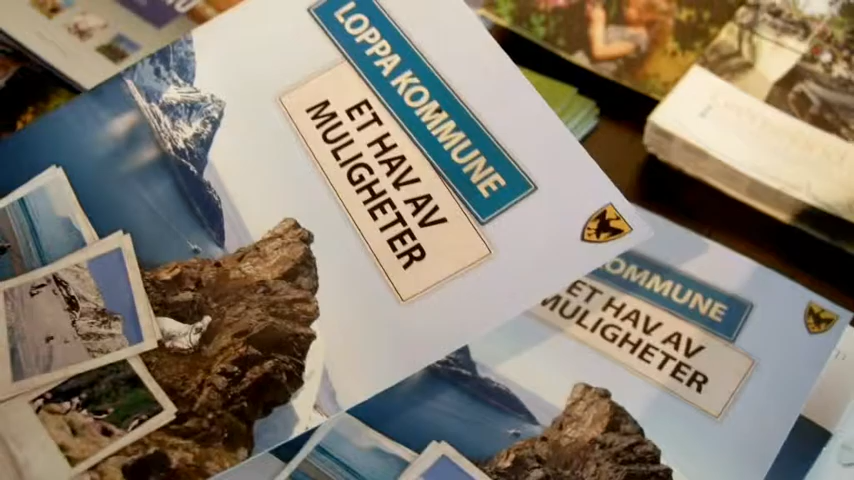 LOPPA KOMMUNE
ET HAV AV
MULIGHETER
KOMMUNE
ET HAV AV
MULIGHETER